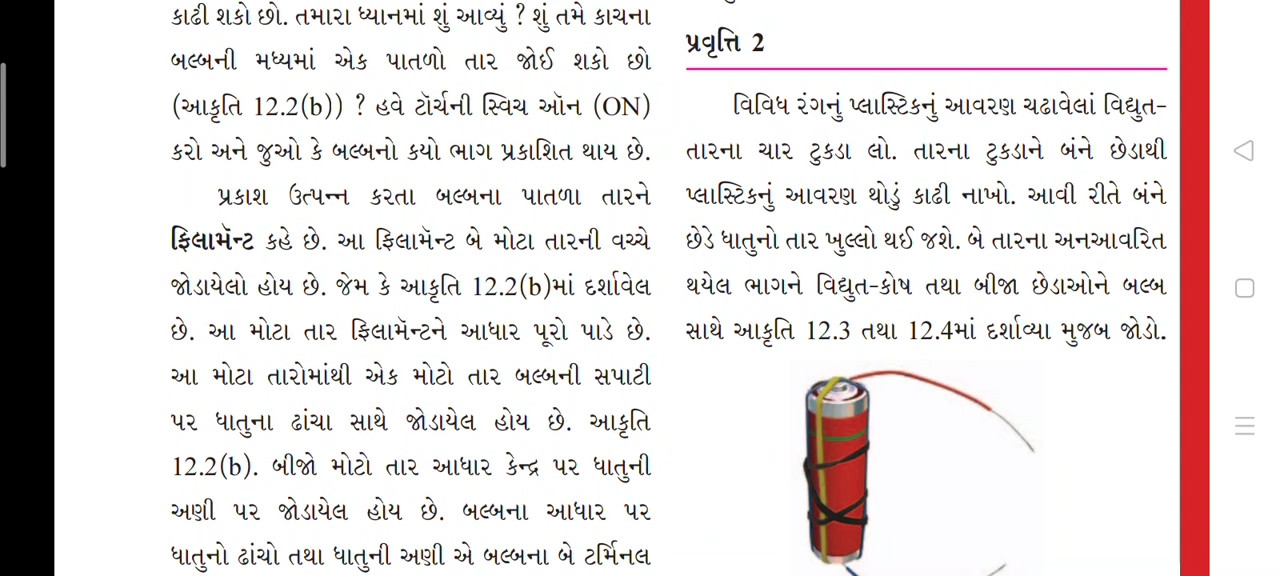 કાઢી શકો છો. તમારા ધ્યાનમાં શું આવ્યું ? શું તમે કાચના
બલ્બની મધ્યમાં એક પાતળો તાર જોઈ શકો છો
(આકૃતિ 12.2(b)) ? હવે ટૉર્ચની સ્વિચ ઑન (ON)
કરો અને જુઓ કે બલ્બનો કયો ભાગ પ્રકાશિત થાય છે.
પ્રકાશ ઉત્પન્ન કરતા બલ્બના પાતળા તારને
ફિલામૅન્ટ કહે છે. આ ફિલામૅન્ટ બે મોટા તારની વચ્ચે
જોડાયેલો હોય છે. જેમ કે આકૃતિ 12.2(b)માં દર્શાવેલ
છે. આ મોટા તાર ફિલામૅન્ટને આધાર પૂરો પાડે છે.
આ મોટા તારોમાંથી એક મોટો તાર બલ્બની સપાટી
પર ધાતુના ઢાંચા સાથે જોડાયેલ હોય છે. આકૃતિ
12.2(b). બીજો મોટો તાર આધાર કેન્દ્ર પર ધાતુની
અણી પર જોડાયેલ હોય છે. બલ્બના આધાર પર
ધાતુનો ઢાંચો તથા ધાતુની અણી એ બલ્બના બે ટર્મિનલ
પ્રવૃત્તિ 2
વિવિધ રંગનું પ્લાસ્ટિકનું આવરણ ચઢાવેલાં વિદ્યુત-
તારના ચાર ટુકડા લો. તારના ટુકડાને બંને છેડાથી
પ્લાસ્ટિકનું આવરણ થોડું કાઢી નાખો. આવી રીતે બંને
છેડે ધાતુનો તાર ખુલ્લો થઈ જશે. બે તારના અનઆવરિત
થયેલ ભાગને વિદ્યુત-કોષ તથા બીજા છેડાઓને બલ્બ
સાથે આકૃતિ 12.3 તથા 12.4માં દર્શાવ્યા મુજબ જોડો.